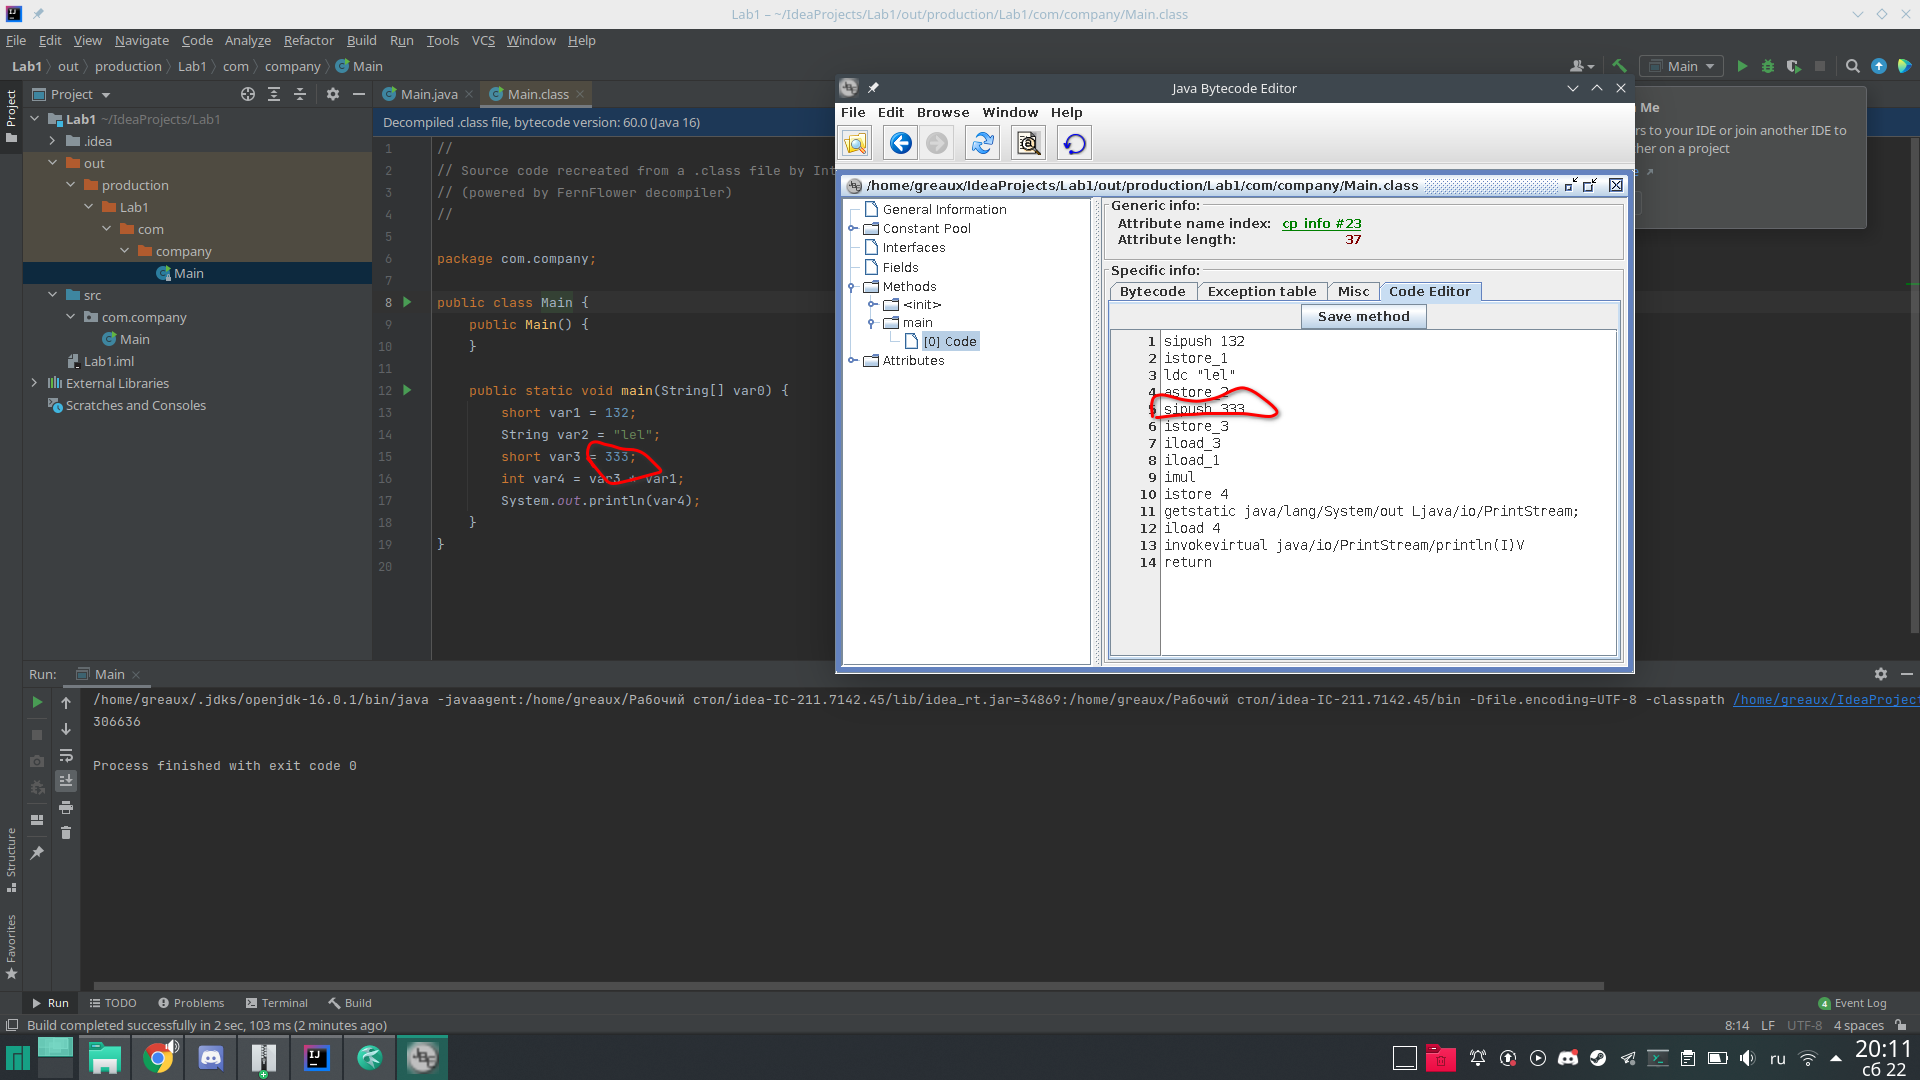 Lab1 – ~/IdeaProjects/Lab1/out/production/Lab1/com/company/Main.class
File Edit View Navigate Code Analyze Refactor Build Run Tools VCS Window Help
Lab1 out production Lab1 com company Main
Main
Project
Project
Main.java
Main.class
Decompiled .class file, bytecode version: 60.0 (Java 16)
Lab1 ~/IdeaProjects/Lab1
.idea
out
production
Lab1
com
company
Main
src
com.company
Main
Lab1.iml
External Libraries
Scratches and Consoles
1 //
2 // Source code recreated from a .class file by Int
3 // (powered by FernFlower decompiler)
4 //
5
6 package com.company;
7
8 public class Main {
9 public Main() {
10 }
11
12 public static void main(String[] var0) {
13 short var1 = 132;
14 String var2 = "lel";
15 short var3 = 333;
16 int var4 = var3 * var1;
17 System.out.println(var4);
18 }
19 }
20
Java Bytecode Editor
File Edit Browse Window Help
/home/greaux/IdeaProjects/Lab1/out/production/Lab1/com/company/Main.class
General Information
Constant Pool
Interfaces
Fields
Methods
<init>
main
[0] Code
Attributes
Generic info:
Attribute name index: cp info #23
Attribute length: 37
Specific info:
Bytecode Exception table Misc Code Editor
Save method
1 sipush 132
2 istore_1
3 ldc "lel"
4 astore_2
5 sipush 333
6 istore_3
7 iload_3
8 iload_1
9 imul
10 istore 4
11 getstatic java/lang/System/out Ljava/io/PrintStream;
12 iload 4
13 invokevirtual java/io/PrintStream/println(I)V
14 return
Me
rs to your IDE or join another IDE to
her on a project
Run: Main
/home/greaux/.jdks/openjdk-16.0.1/bin/java -javaagent:/home/greaux/Рабочий стол/idea-IC-211.7142.45/lib/idea_rt.jar=34869:/home/greaux/Рабочий стол/idea-IC-211.7142.45/bin -Dfile.encoding=UTF-8 -classpath /home/greaux/IdeaProject
306636
Process finished with exit code 0
Structure
Favorites
Run TODO Problems Terminal Build
4 Event Log
Build completed successfully in 2 sec, 103 ms (2 minutes ago)
8:14 LF UTF-8 4 spaces
ru
20:11
сб 22